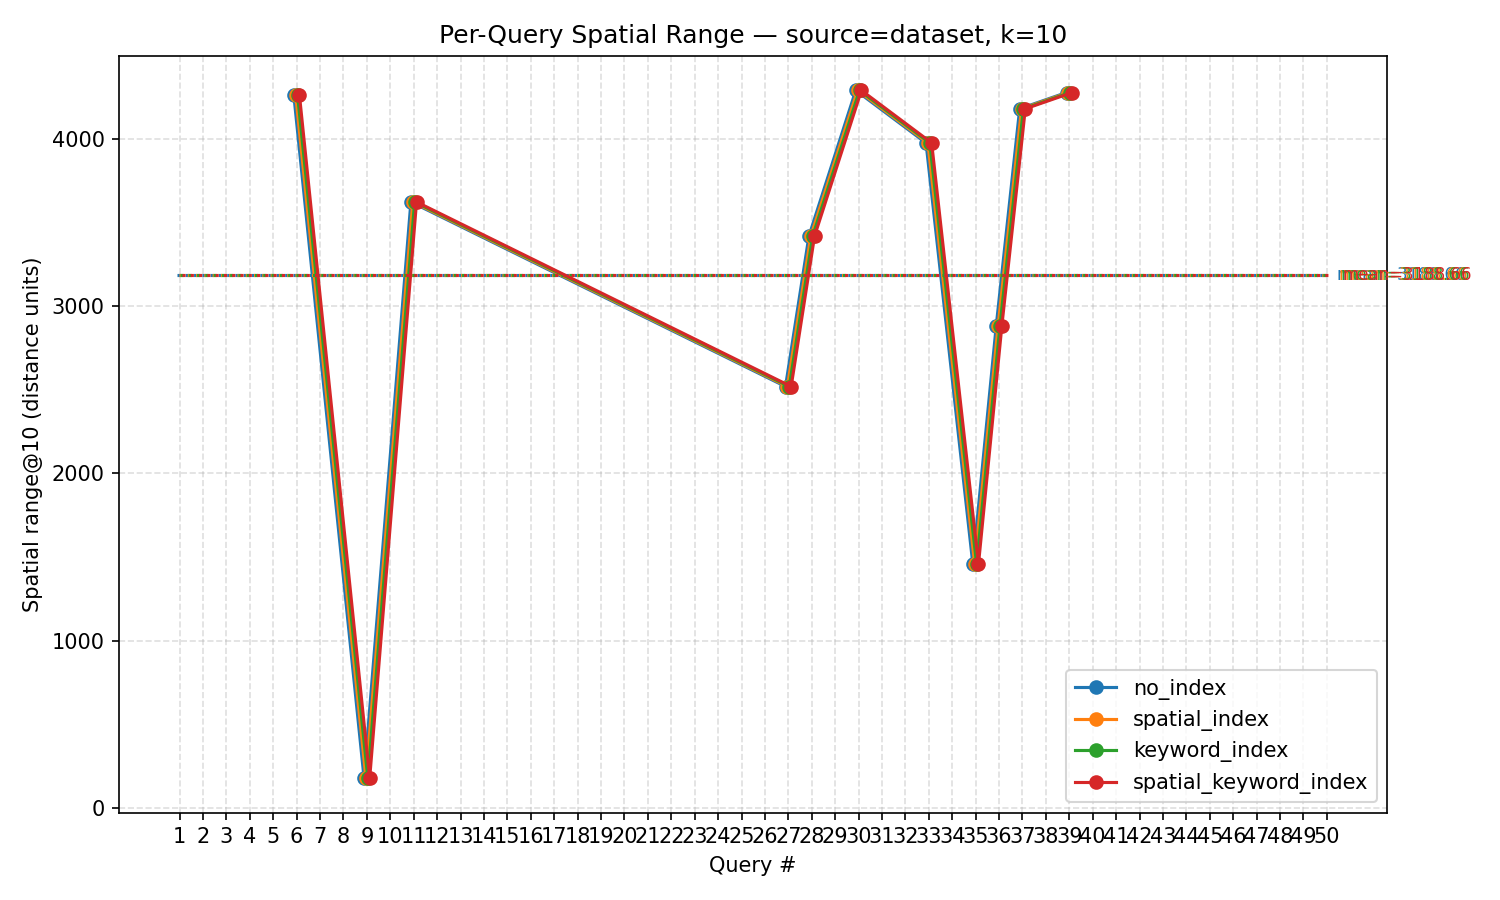 Per-Query Spatial Range — source=dataset, k=10
Spatial range@10 (distance units)
4000
3000
2000
1000
0
no_index
spatial_index
keyword_index
spatial_keyword_index
1 2 3 4 5 6 7 8 9 10 11 12 13 14 15 16 17 18 19 20 21 22 23 24 25 26 27 28 29 30 31 32 33 34 35 36 37 38 39 40 41 42 43 44 45 46 47 48 49 50
Query #